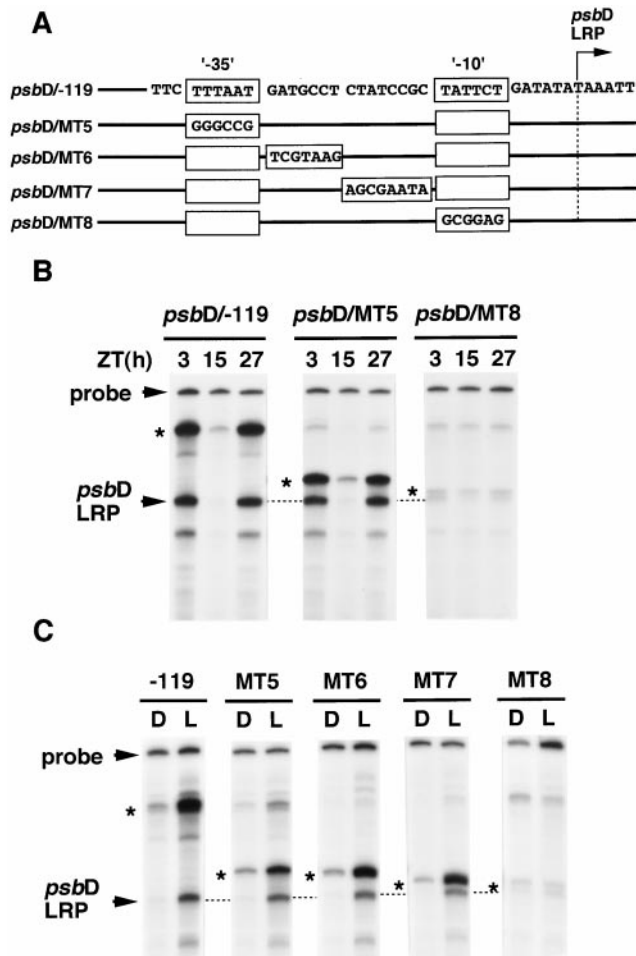 A
psbD
LRP
'-35' '-10'
psbD/-119 TTC TTTAAT GATGCCT CTATCCGC TATTCT GATATATAAATT
psbD/MT5 GGGCCG
psbD/MT6 TCGTAAG
psbD/MT7 AGCGAATA
psbD/MT8 GCGGAG
B
psbD/-119 psbD/MT5 psbD/MT8
ZT(h) 3 15 27 3 15 27 3 15 27
probe
*
*
*
psbD
LRP
C
-119 MT5 MT6 MT7 MT8
D L D L D L D L D L
probe
*
* * * *
psbD
LRP